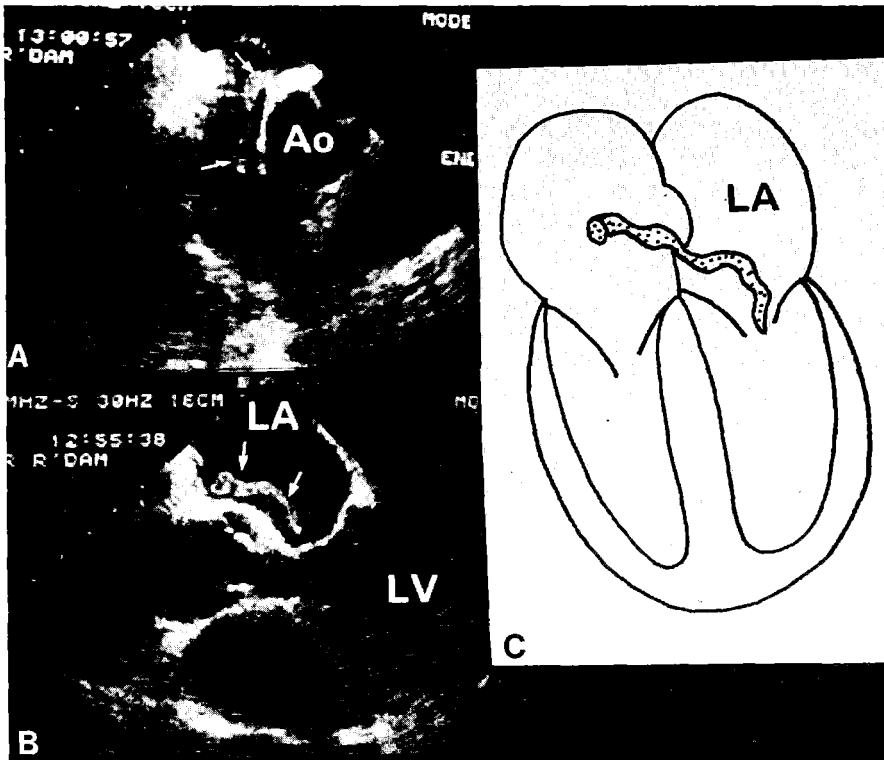 MODE
13:00:57
R'DAM
Ao
END
A
MHZ-S 30HZ 16CM
LA
12:55:38
R R'DAM
LV
B
LA
C